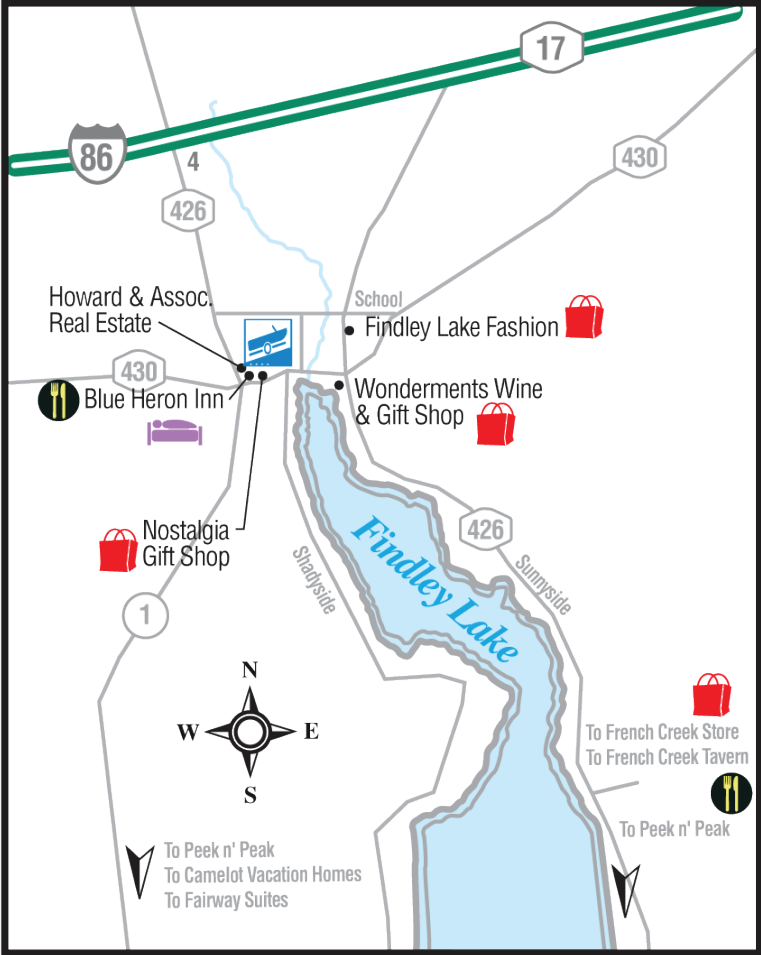 17
86
4
430
426
Howard & Assoc.
Real Estate
School
Findley Lake Fashion
430
Blue Heron Inn
Wonderments Wine
& Gift Shop
Nostalgia
Gift Shop
426
Findley Lake
Shadyside
Sunnyside
1
N
W
E
S
To French Creek Store
To French Creek Tavern
To Peek n' Peak
To Peek n' Peak
To Camelot Vacation Homes
To Fairway Suites